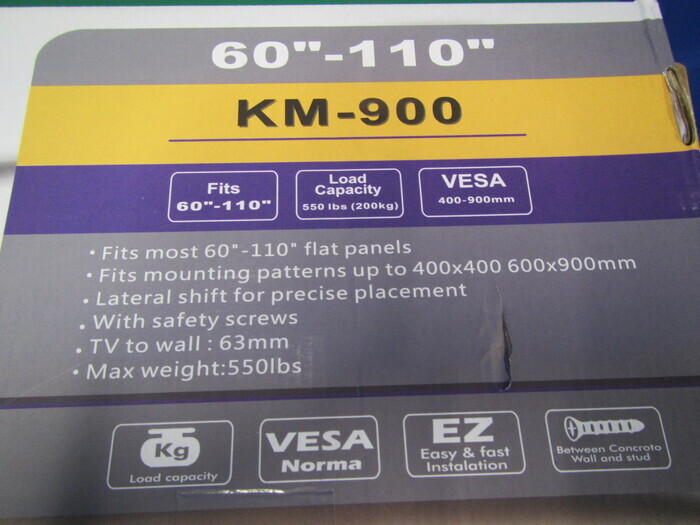 60"-110"
KM-900
Fits
60"-110"
Load
Capacity
550 lbs (200kg)
VESA
400-900mm
• Fits most 60"-110" flat panels
• Fits mounting patterns up to 400x400 600x900mm
• Lateral shift for precise placement
• With safety screws
• TV to wall : 63mm
• Max weight:550lbs
Kg
Load capacity
VESA
Norma
EZ
Easy & fast
Instalation
Between Concroto
Wall and stud